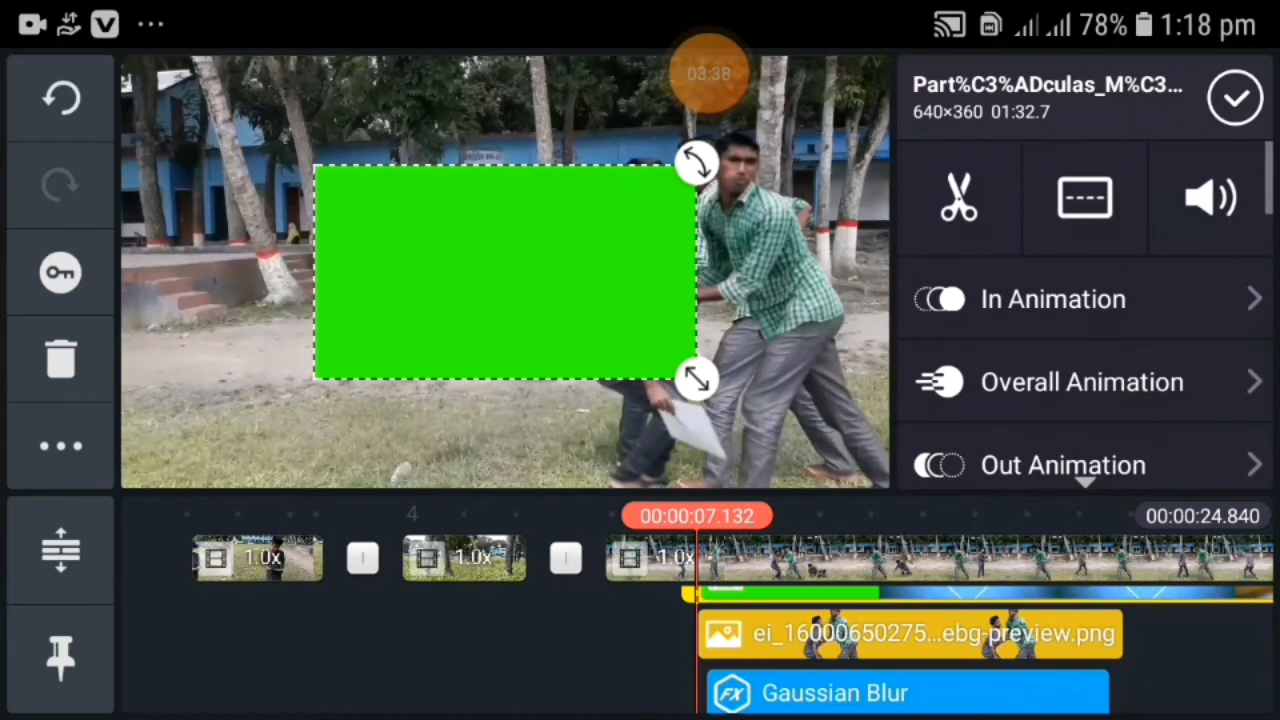 78% 1:18 pm
03:38
Part%C3%ADculas_M%C3...
640×360 01:32.7
In Animation
Overall Animation
Out Animation
4
00:00:07.132
00:00:24.840
1.0x
1.0x
1.0x
ei_16000650275...ebg-preview.png
FX Gaussian Blur